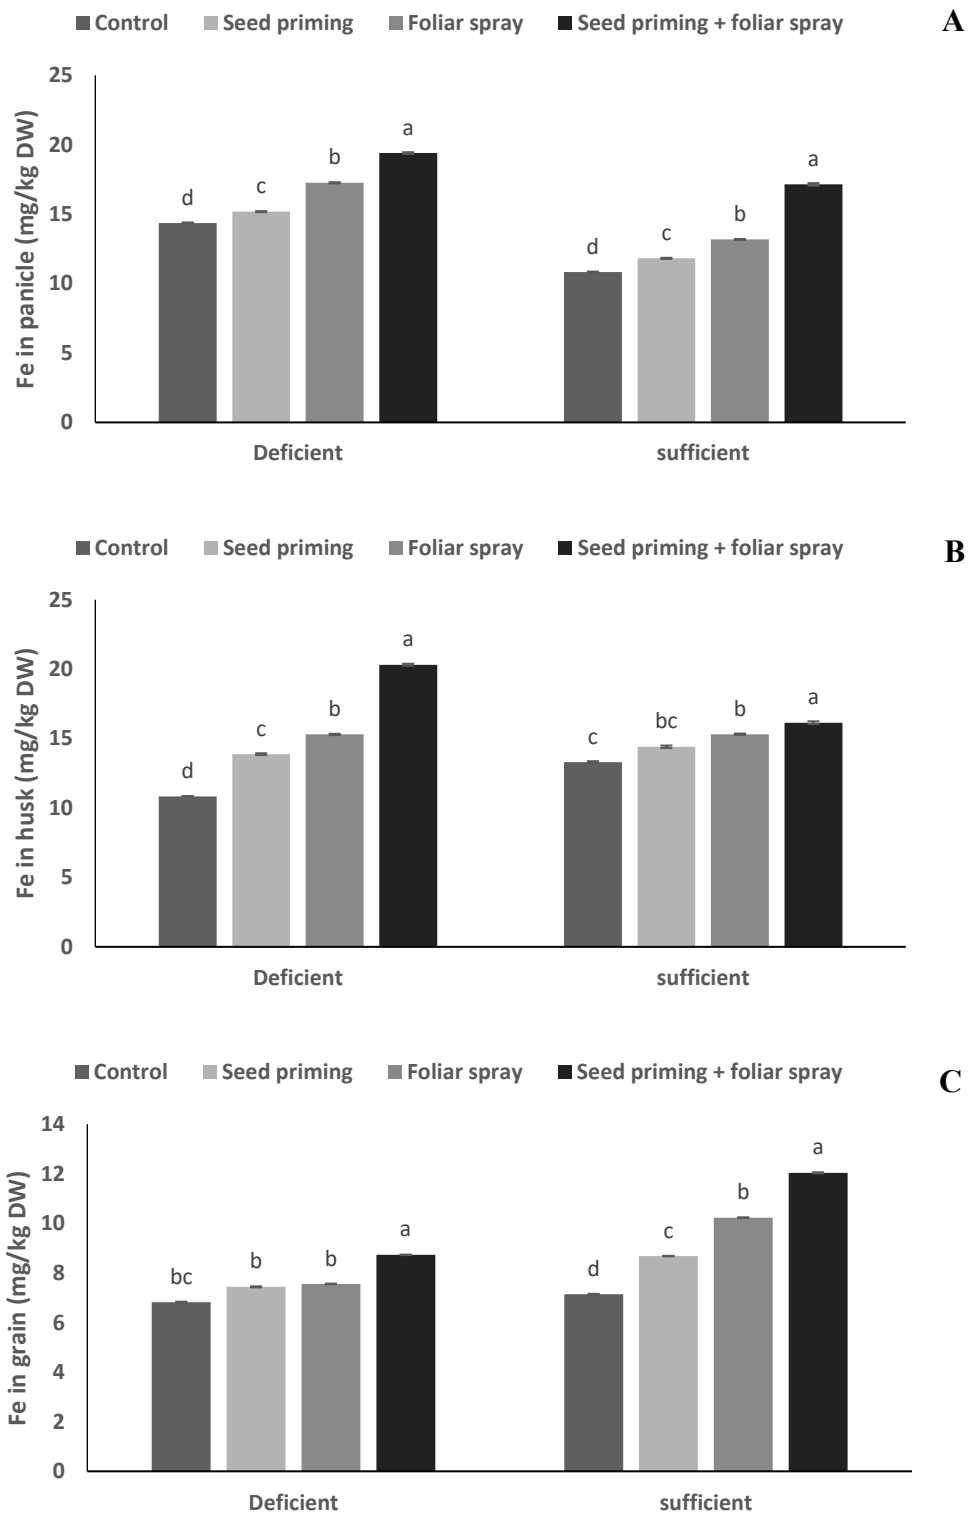 Control Seed priming Foliar spray Seed priming + foliar spray A
Fe in panicle (mg/kg DW)
25
20
15
10
5
0
d c b a d c b a
Deficient sufficient
Control Seed priming Foliar spray Seed priming + foliar spray B
Fe in husk (mg/kg DW)
25
20
15
10
5
0
d c b a c bc b a
Deficient sufficient
Control Seed priming Foliar spray Seed priming + foliar spray C
Fe in grain (mg/kg DW)
14
12
10
8
6
4
2
0
bc b b a d c b a
Deficient sufficient